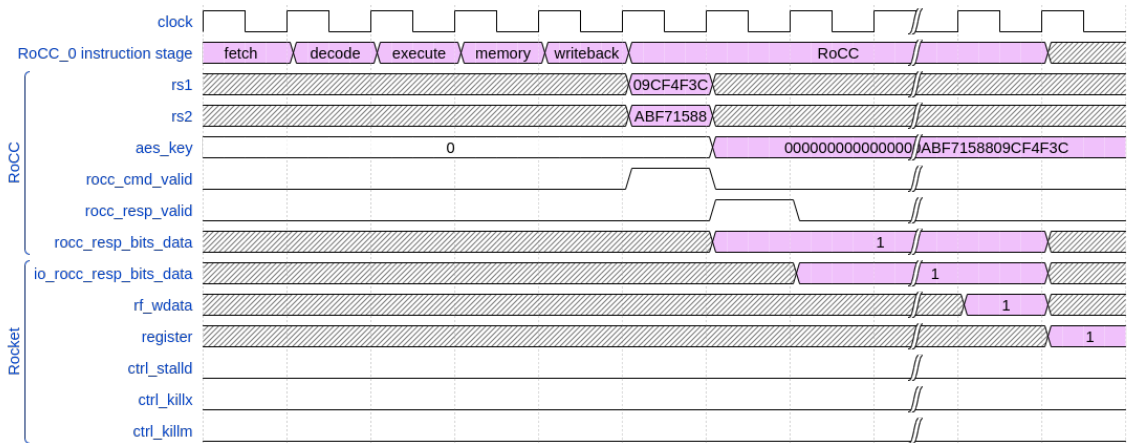 clock
RoCC_0 instruction stage fetch decode execute memory writeback RoCC
RoCC
rs1 09CF4F3C
rs2 ABF71588
aes_key 0 000000000000000 ABF7158809CF4F3C
rocc_cmd_valid
rocc_resp_valid
rocc_resp_bits_data 1
Rocket
io_rocc_resp_bits_data 1
rf_wdata 1
register 1
ctrl_stalld
ctrl_killx
ctrl_killm